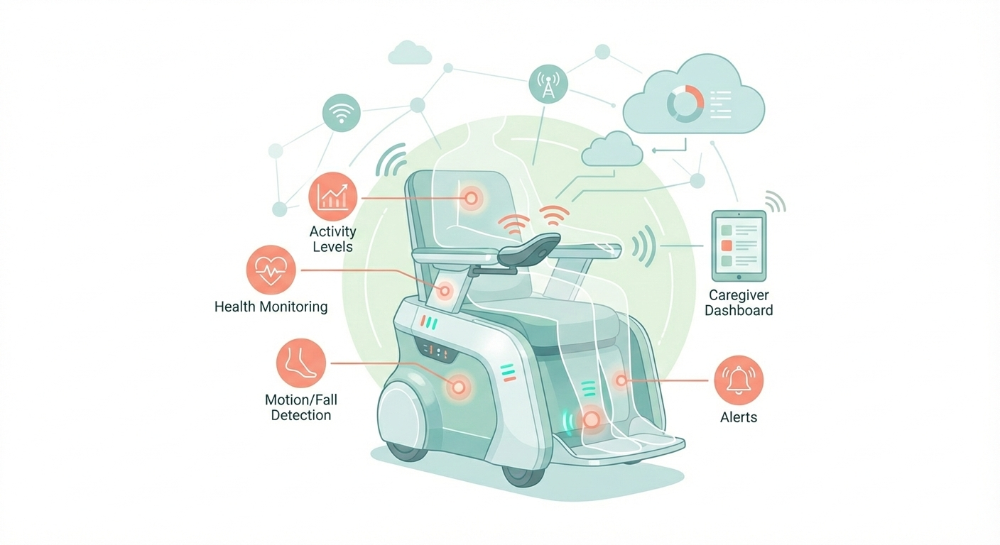 Activity
Levels
Health Monitoring
Motion/Fall
Detection
Caregiver
Dashboard
Alerts